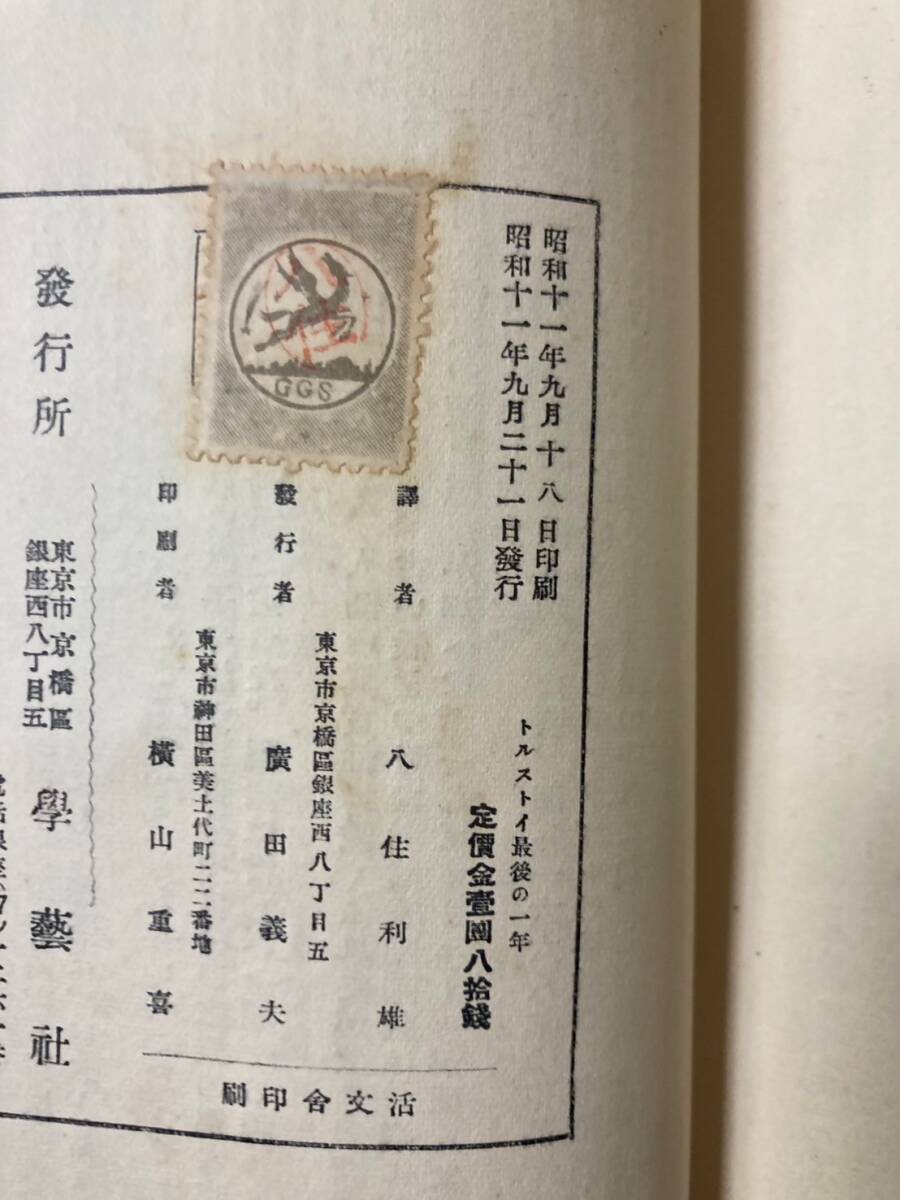 昭和十一年九月十八日印刷
昭和十一年九月二十一日發行
トルストイ最後の一年
定價金壹圓八拾錢
譯者 八住利雄
東京市京橋區銀座西八丁目五
發行者 廣田義夫
東京市神田區美土代町二二番地
印刷者 橫山重喜
活文舍印刷
發行所
東京市京橋區
銀座西八丁目五
學藝社
GGS